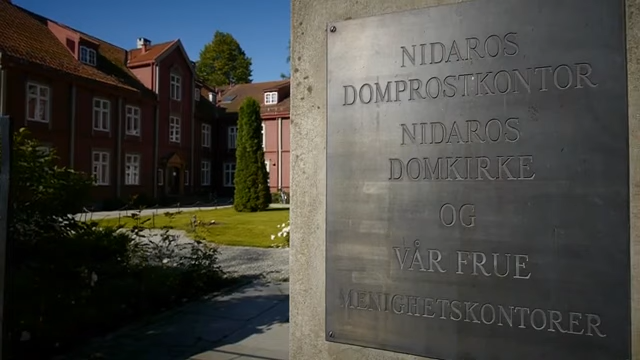 NIDAROS
DOMPROSTKONTOR
NIDAROS
DOMKIRKE
OG
VÅR FRUE
MENIGHETSKONTORER